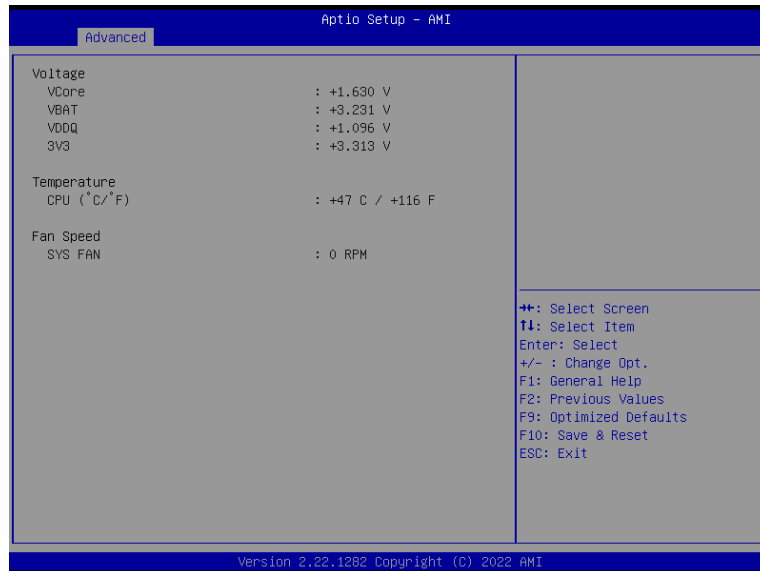 Aptio Setup – AMI
Advanced
Voltage
VCore : +1.630 V
VBAT : +3.231 V
VDDQ : +1.096 V
3V3 : +3.313 V
Temperature
CPU (°C/°F) : +47 C / +116 F
Fan Speed
SYS FAN : 0 RPM
→←: Select Screen
↑↓: Select Item
Enter: Select
+/- : Change Opt.
F1: General Help
F2: Previous Values
F9: Optimized Defaults
F10: Save & Reset
ESC: Exit
Version 2.22.1282 Copyright (C) 2022 AMI